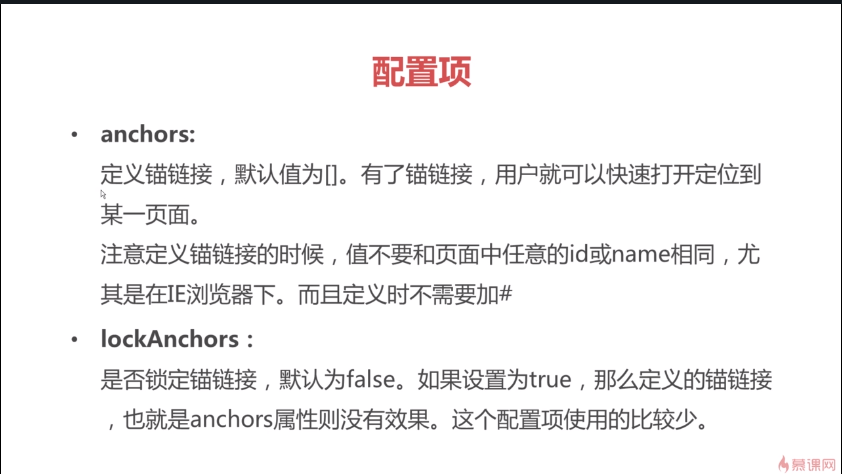 配置项
• anchors:
定义锚链接，默认值为[]。有了锚链接，用户就可以快速打开定位到
某一页面。
注意定义锚链接的时候，值不要和页面中任意的id或name相同，尤
其是在IE浏览器下。而且定义时不需要加#
• lockAnchors：
是否锁定锚链接，默认为false。如果设置为true，那么定义的锚链接
，也就是anchors属性则没有效果。这个配置项使用的比较少。
慕课网